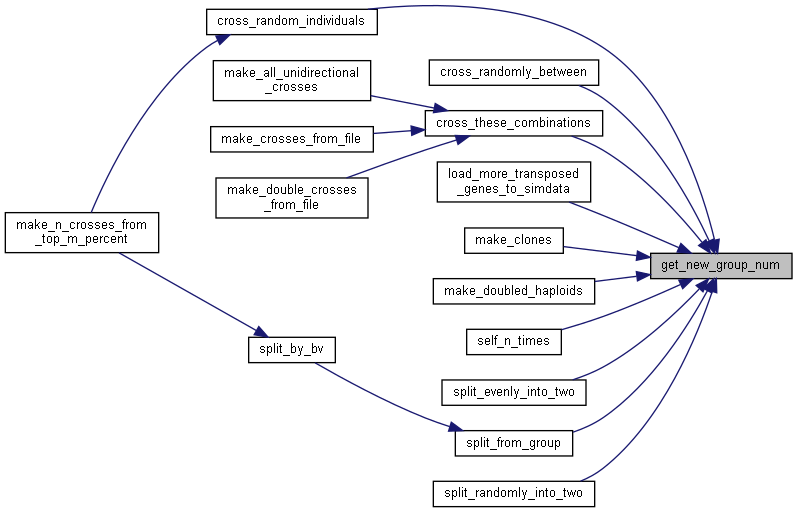 cross_random_individuals
make_all_unidirectional
_crosses
cross_randomly_between
cross_these_combinations
make_crosses_from_file
make_double_crosses
_from_file
load_more_transposed
_genes_to_simdata
make_n_crosses_from
_top_m_percent
make_clones
get_new_group_num
make_doubled_haploids
self_n_times
split_by_bv
split_evenly_into_two
split_from_group
split_randomly_into_two